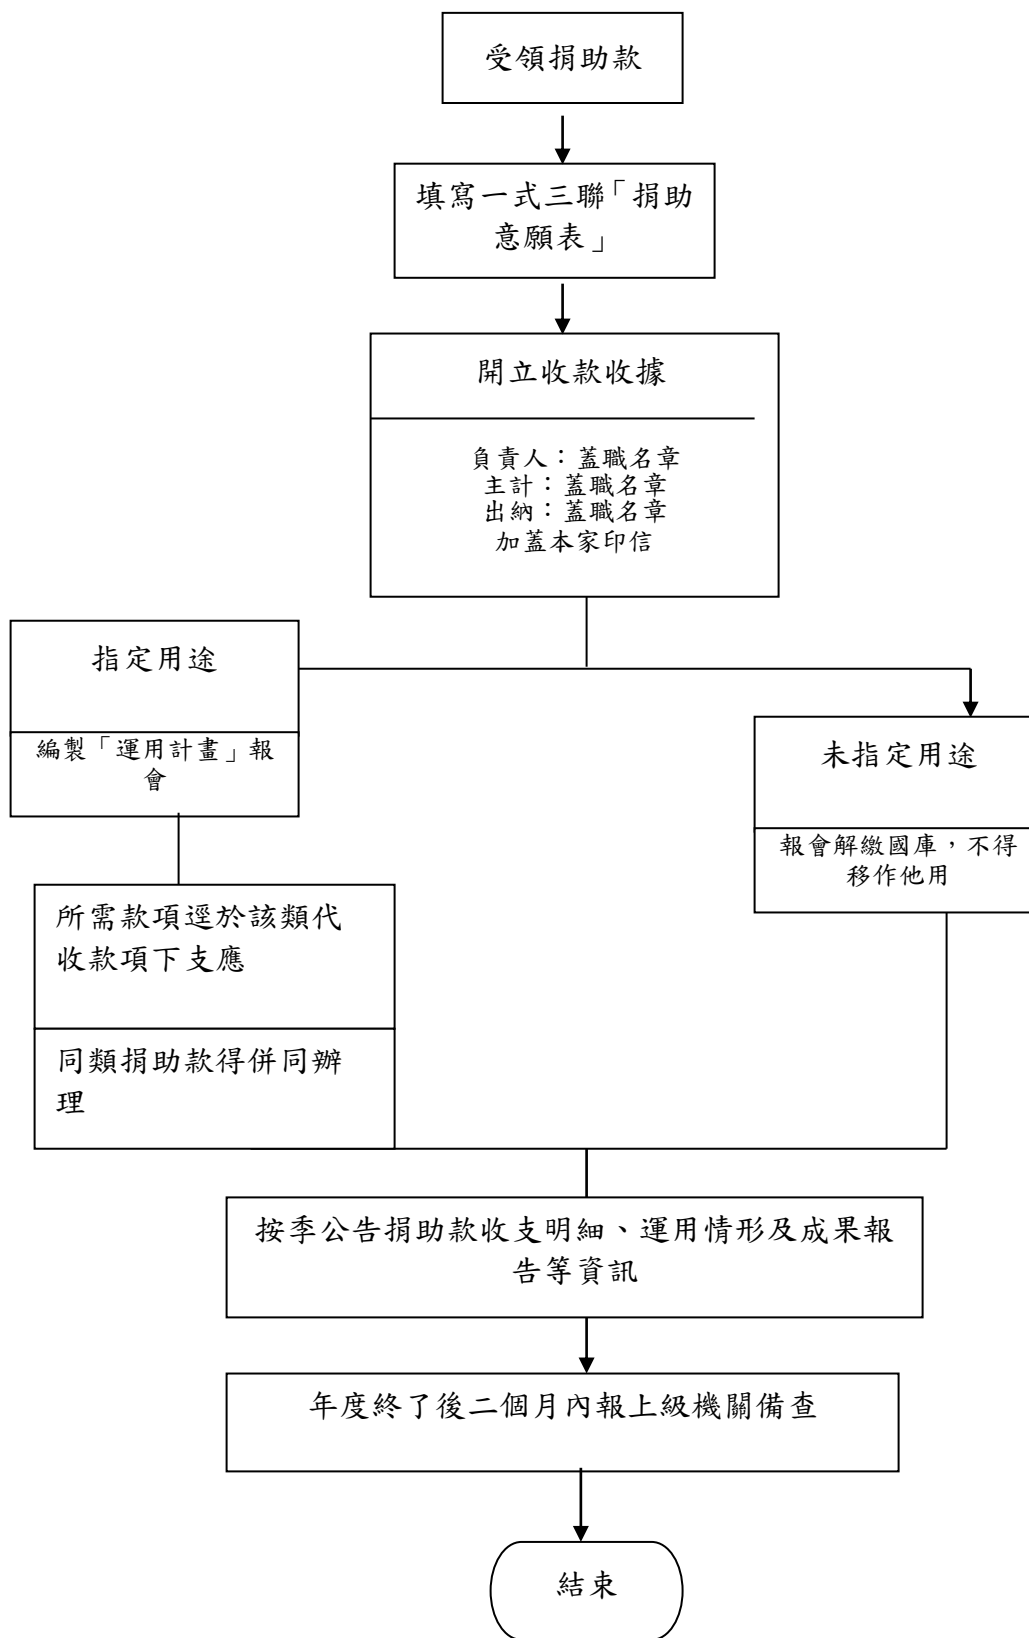 受領捐助款
填寫一式三聯「捐助
意願表」
開立收款收據
負責人：蓋職名章
主計：蓋職名章
出納：蓋職名章
加蓋本家印信
指定用途
編製「運用計畫」報
會
未指定用途
報會解繳國庫，不得
移作他用
所需款項逕於該類代
收款項下支應
同類捐助款得併同辦
理
按季公告捐助款收支明細、運用情形及成果報
告等資訊
年度終了後二個月內報上級機關備查
結束